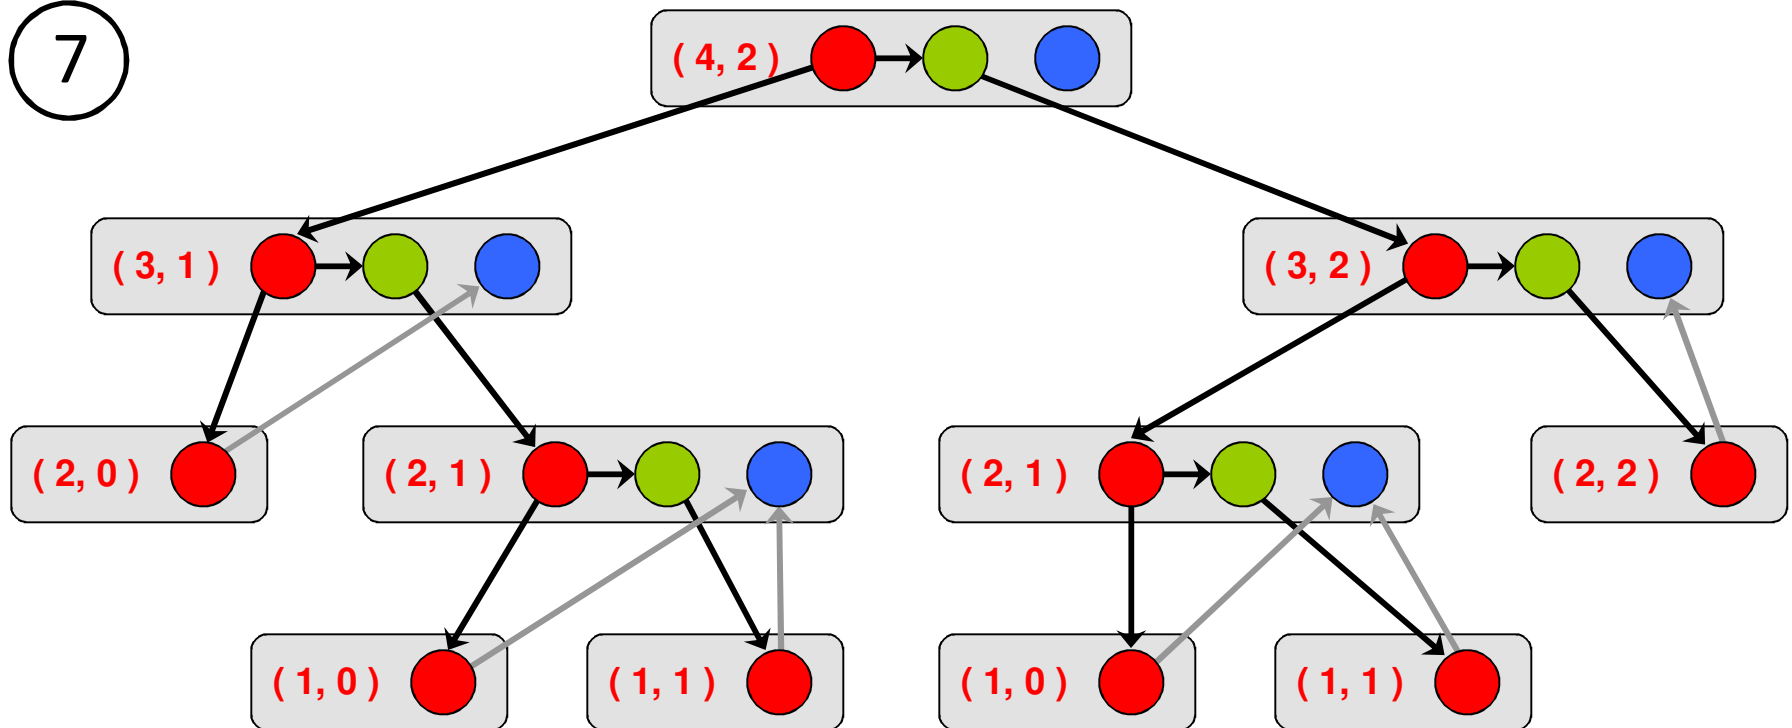 7
( 4, 2 )
( 3, 1 )
( 3, 2 )
( 2, 0 )
( 2, 1 )
( 2, 1 )
( 2, 2 )
( 1, 0 )
( 1, 1 )
( 1, 0 )
( 1, 1 )